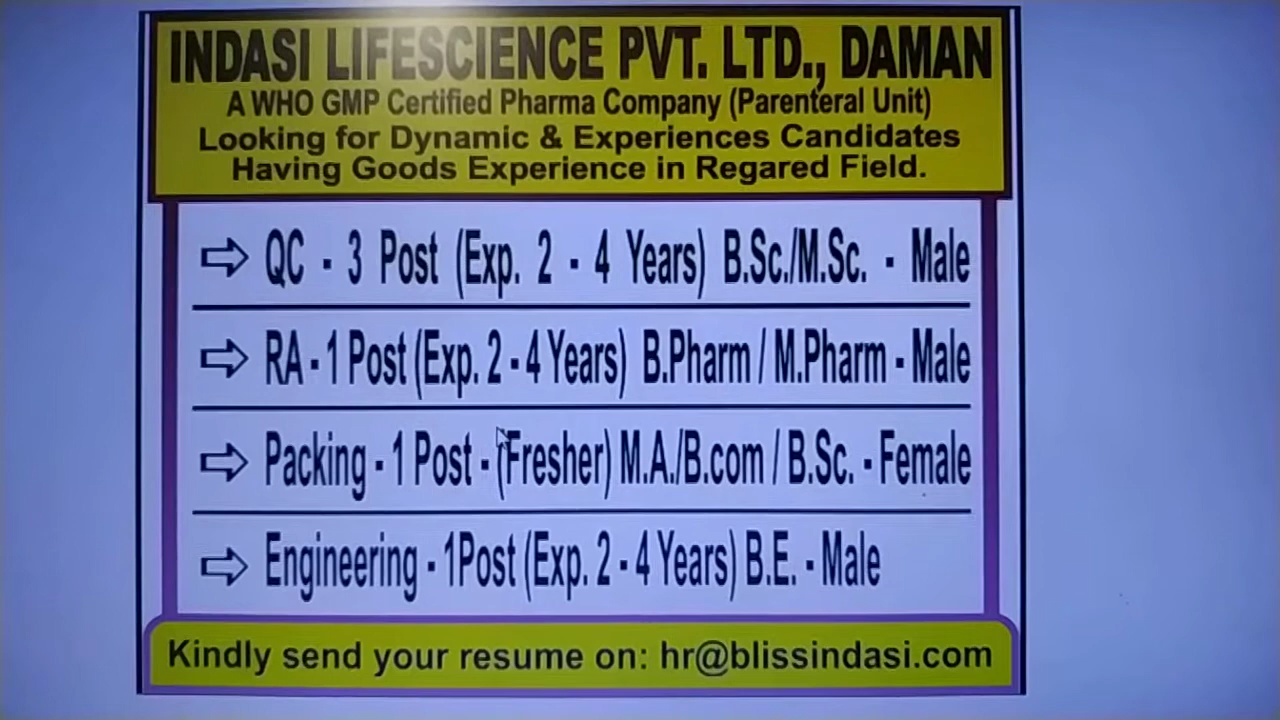 INDASI LIFESCIENCE PVT. LTD., DAMAN
A WHO GMP Certified Pharma Company (Parenteral Unit)
Looking for Dynamic & Experiences Candidates
Having Goods Experience in Regared Field.
⇨ QC - 3 Post (Exp. 2 - 4 Years) B.Sc./M.Sc. - Male
⇨ RA - 1 Post (Exp. 2 - 4 Years) B.Pharm / M.Pharm - Male
⇨ Packing - 1 Post - (Fresher) M.A./B.com / B.Sc. - Female
⇨ Engineering - 1Post (Exp. 2 - 4 Years) B.E. - Male
Kindly send your resume on: hr@blissindasi.com